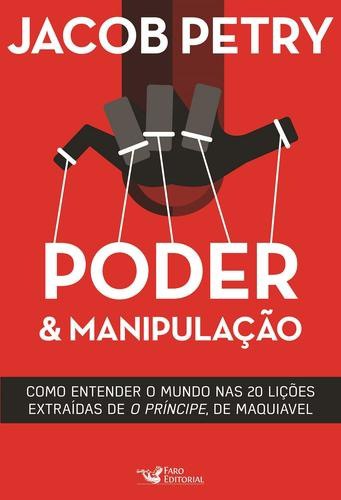 JACOB PETRY
PODER
& MANIPULAÇÃO
COMO ENTENDER O MUNDO NAS 20 LIÇÕES
EXTRAÍDAS DE O PRÍNCIPE, DE MAQUIAVEL
FARO
EDITORIAL